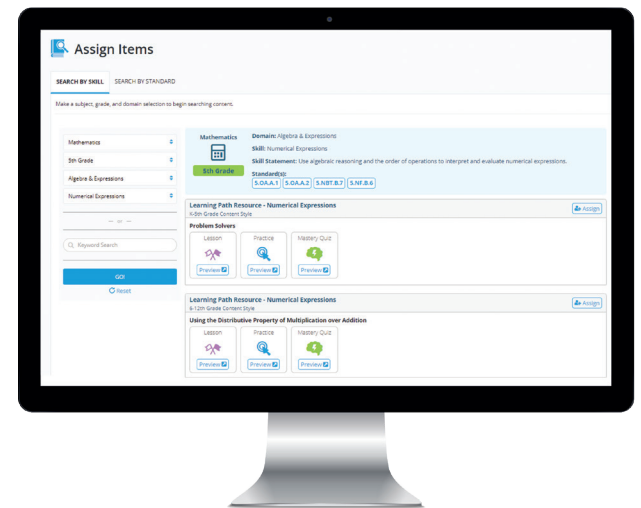 Assign Items
SEARCH BY SKILL SEARCH BY STANDARD
Make a subject, grade, and domain selection to begin searching content.
Mathematics
5th Grade
Algebra & Expressions
Numerical Expressions
- or -
Keyword Search
GO!
Reset
Mathematics
5th Grade
Domain: Algebra & Expressions
Skill: Numerical Expressions
Skill Statement: Use algebraic reasoning and the order of operations to interpret and evaluate numerical expressions.
Standard(s):
5.OA.A.1 5.OA.A.2 5.NBT.B.7 5.NF.B.6
Learning Path Resource - Numerical Expressions
K-5th Grade Content Style
Assign
Problem Solvers
Lesson Practice Mastery Quiz
Preview Preview Preview
Learning Path Resource - Numerical Expressions
6-12th Grade Content Style
Assign
Using the Distributive Property of Multiplication over Addition
Lesson Practice Mastery Quiz
Preview Preview Preview